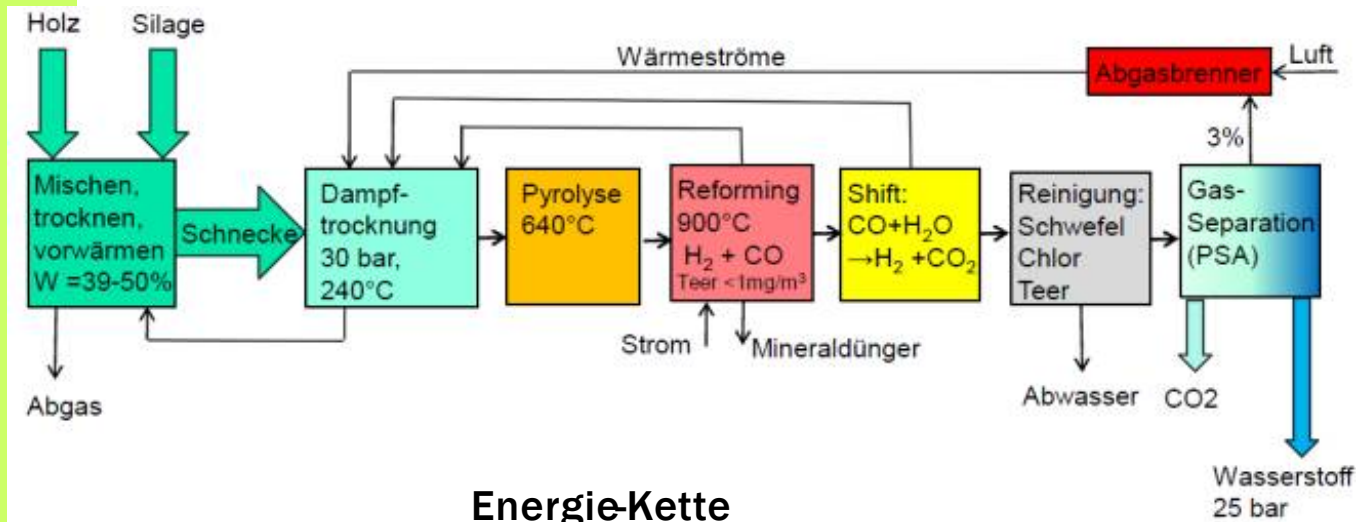 Holz
Silage
Wärmeströme
Abgasbrenner
Luft
3%
Mischen,
trocknen,
vorwärmen
W =39-50%
Schnecke
Dampf-
trocknung
30 bar,
240°C
Pyrolyse
640°C
Reforming
900°C
H₂ + CO
Teer <1mg/m³
Shift:
CO+H₂O
→H₂ +CO₂
Reinigung:
Schwefel
Chlor
Teer
Gas-
Separation
(PSA)
Strom
Mineraldünger
Abgas
Abwasser
CO2
Wasserstoff
25 bar
Energie-Kette